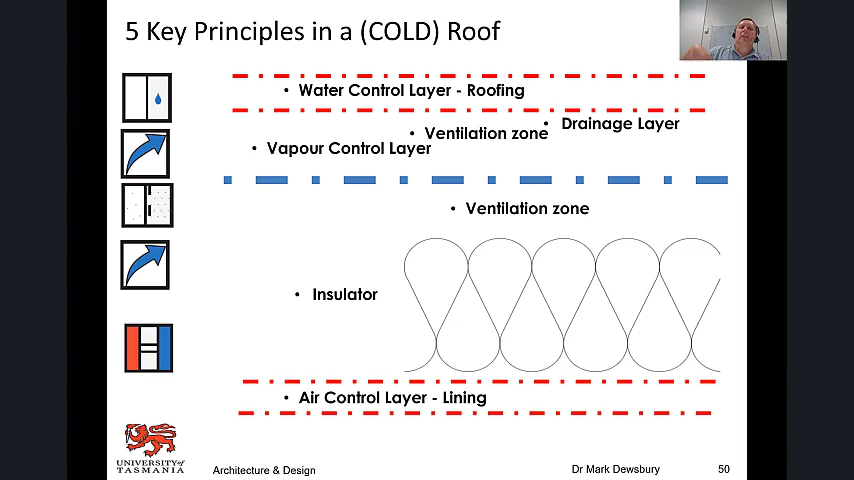 5 Key Principles in a (COLD) Roof
• Water Control Layer - Roofing
• Drainage Layer
• Ventilation zone
• Vapour Control Layer
• Ventilation zone
• Insulator
• Air Control Layer - Lining
UNIVERSITY of
TASMANIA
Architecture & Design
Dr Mark Dewsbury
50